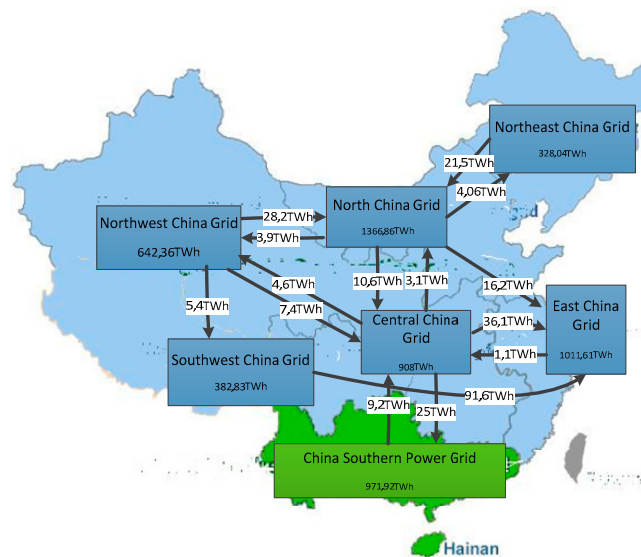 Northeast China Grid
328,04TWh
21,5TWh
4,06TWh
North China Grid
1366,86TWh
28,2TWh
3,9TWh
Northwest China Grid
642,36TWh
10,6TWh
3,1TWh
16,2TWh
4,6TWh
7,4TWh
5,4TWh
Central China
Grid
908TWh
36,1TWh
1,1TWh
East China
Grid
1011,61TWh
Southwest China Grid
382,83TWh
91,6TWh
9,2TWh
25TWh
China Southern Power Grid
971,92TWh
Hainan